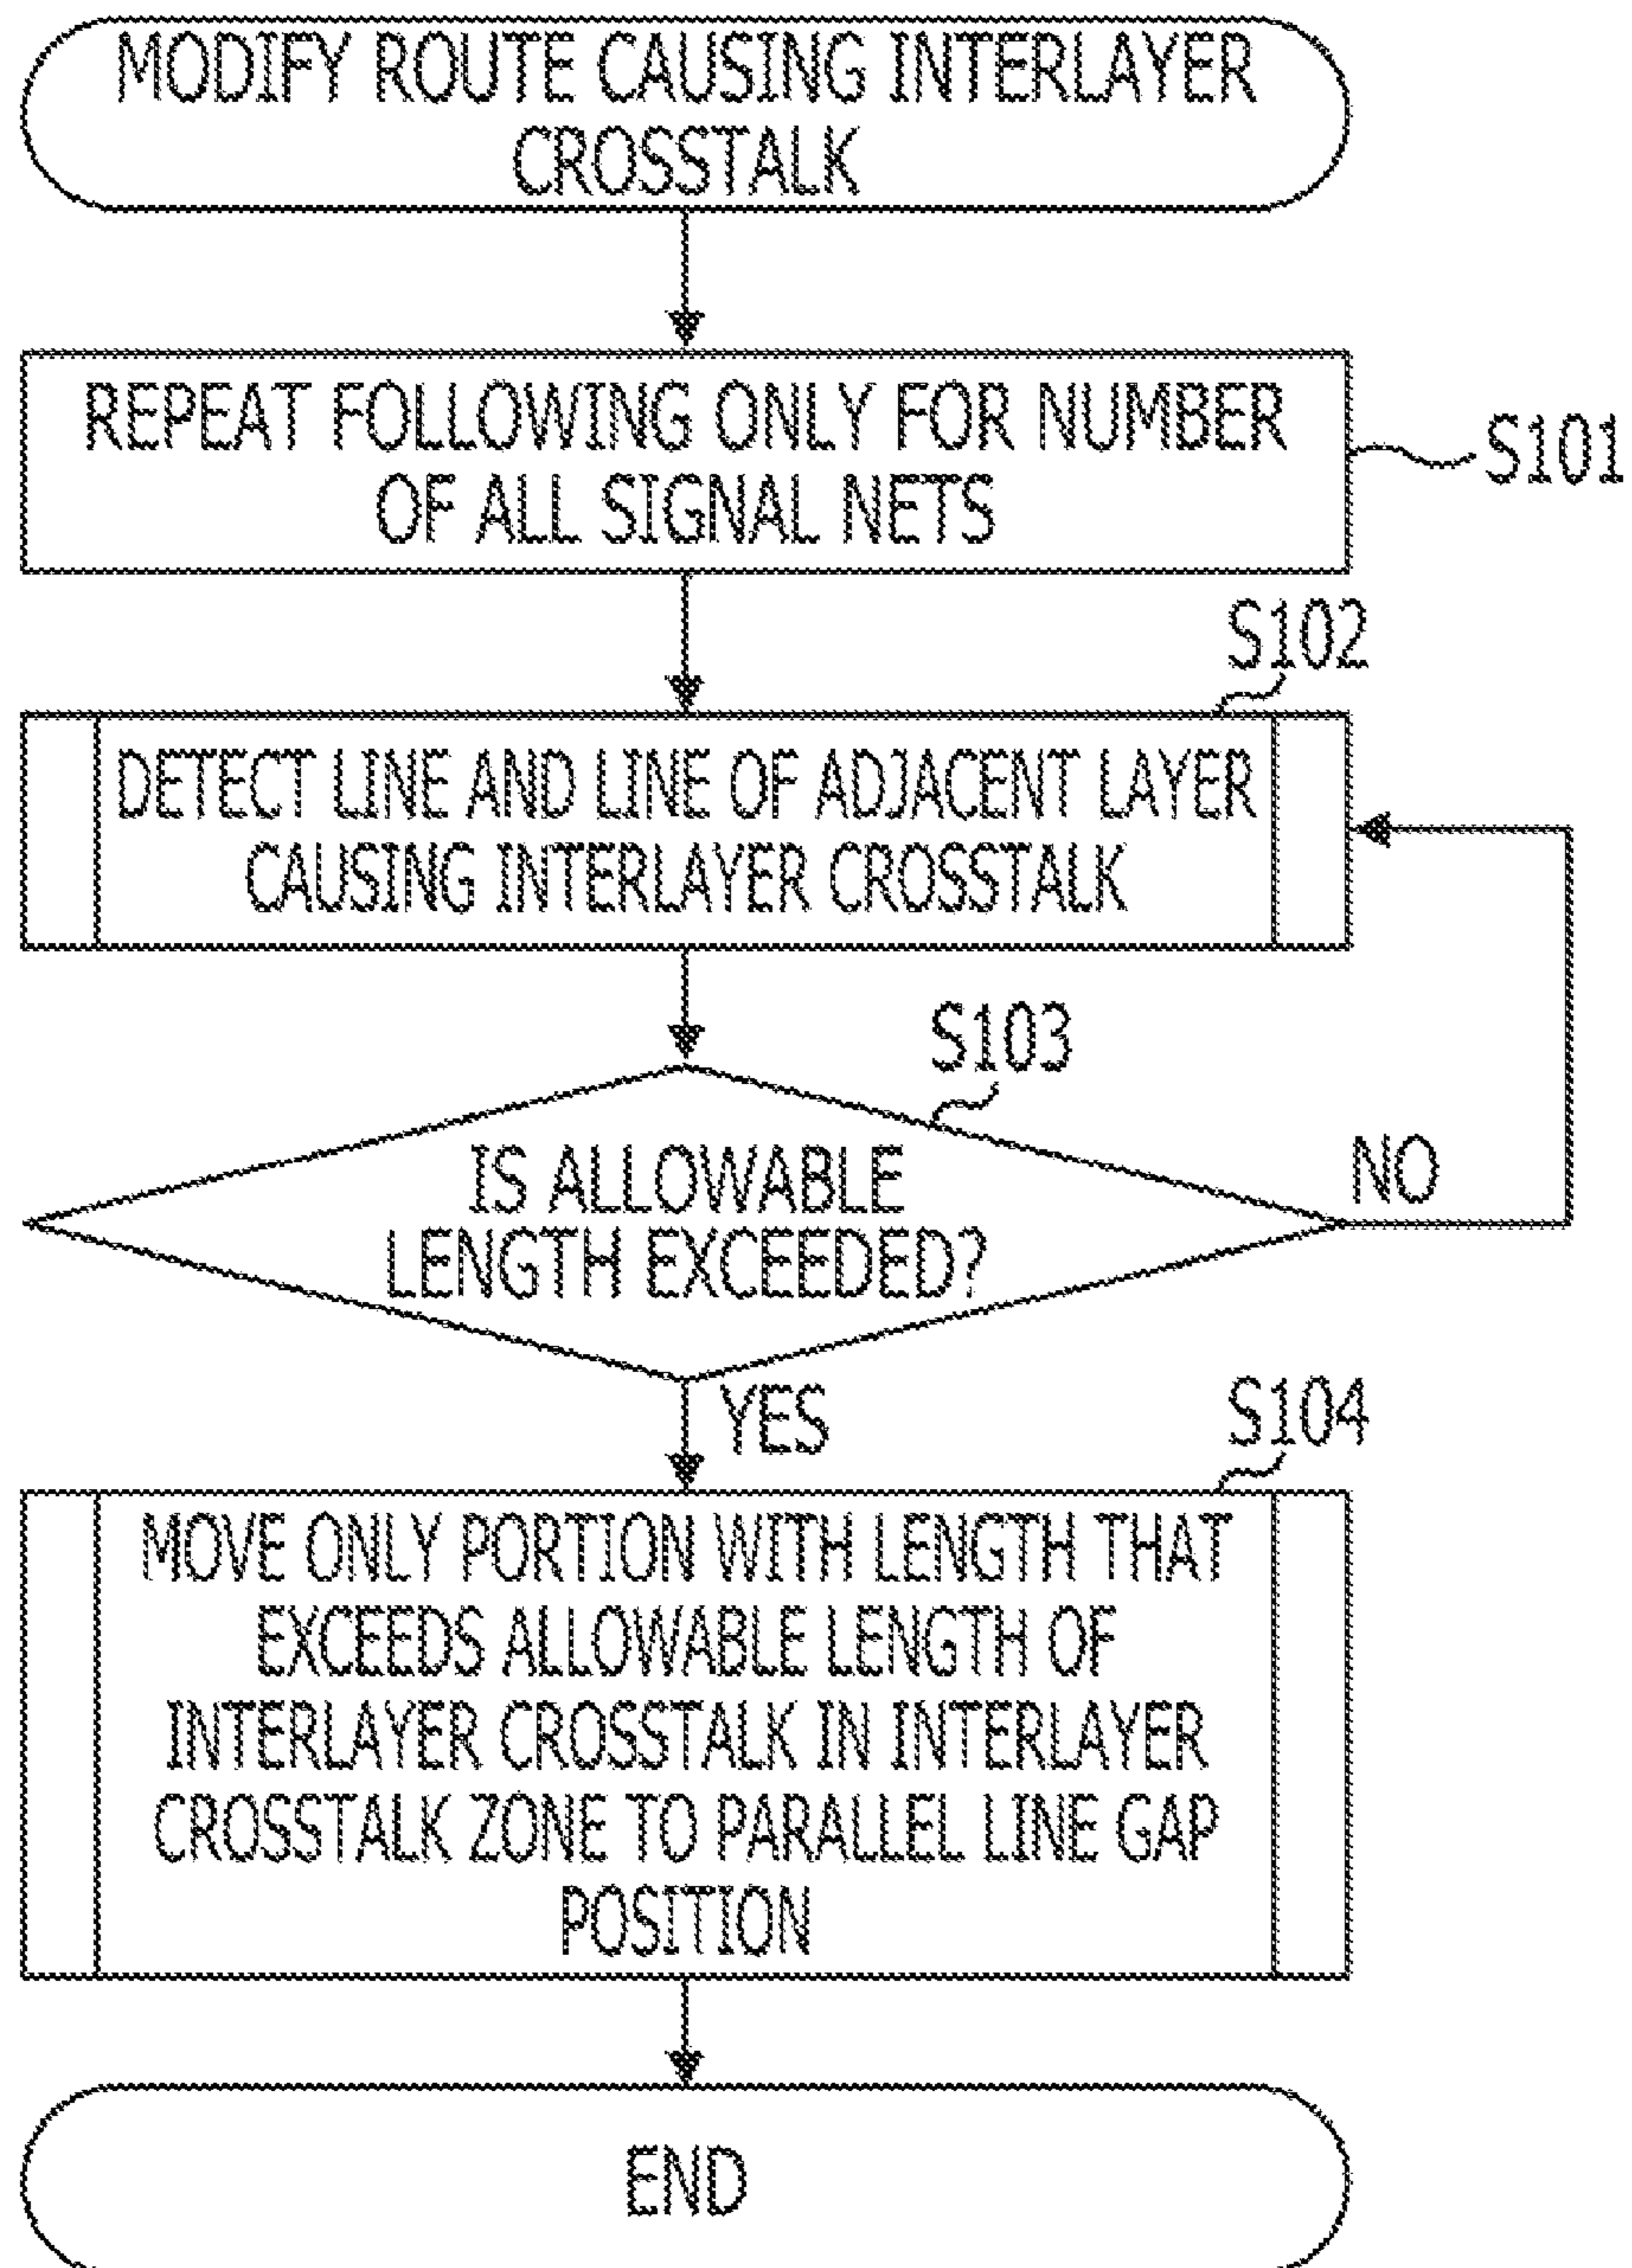 MODIFY ROUTE CAUSING INTERLAYER
CROSSTALK
REPEAT FOLLOWING ONLY FOR NUMBER
OF ALL SIGNAL NETS
S101
S102
DETECT LINE AND LINE OF ADJACENT LAYER
CAUSING INTERLAYER CROSSTALK
S103
IS ALLOWABLE
LENGTH EXCEEDED?
NO
YES
S104
MOVE ONLY PORTION WITH LENGTH THAT
EXCEEDS ALLOWABLE LENGTH OF
INTERLAYER CROSSTALK IN INTERLAYER
CROSSTALK ZONE TO PARALLEL LINE GAP
POSITION
END